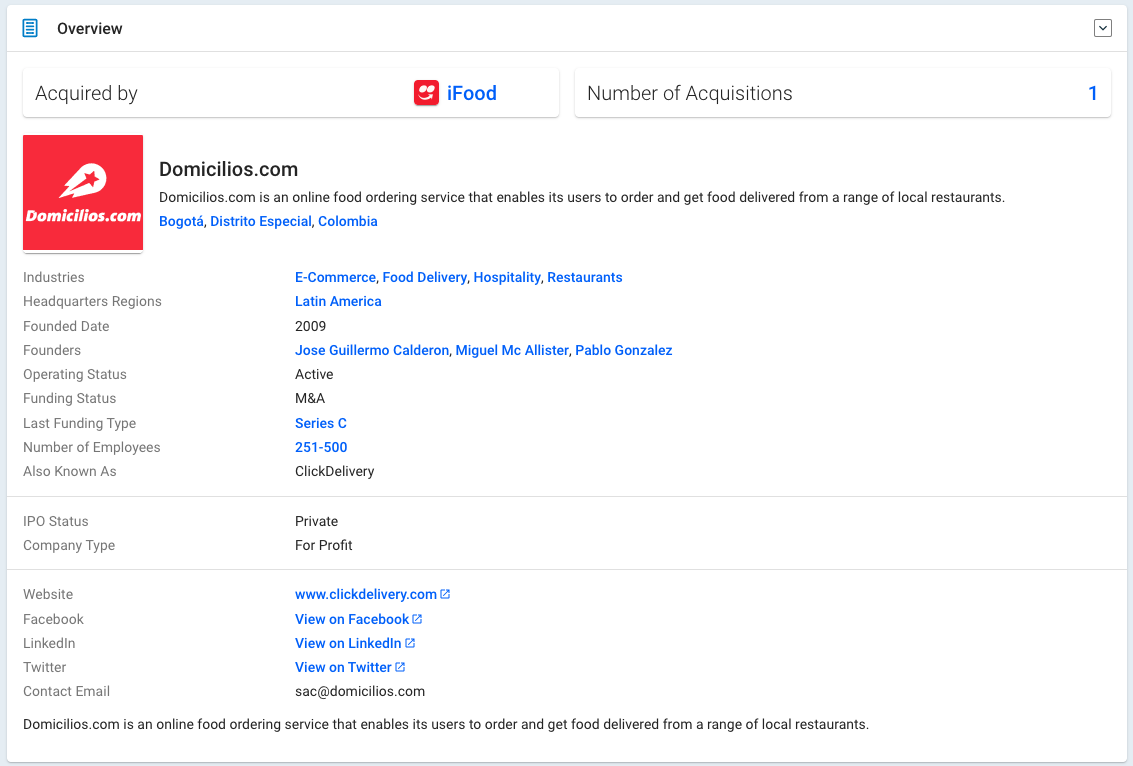 Overview
Acquired by iFood Number of Acquisitions 1
Domicilios.com
Domicilios.com
Domicilios.com is an online food ordering service that enables its users to order and get food delivered from a range of local restaurants.
Bogotá, Distrito Especial, Colombia
Industries E-Commerce, Food Delivery, Hospitality, Restaurants
Headquarters Regions Latin America
Founded Date 2009
Founders Jose Guillermo Calderon, Miguel Mc Allister, Pablo Gonzalez
Operating Status Active
Funding Status M&A
Last Funding Type Series C
Number of Employees 251-500
Also Known As ClickDelivery
IPO Status Private
Company Type For Profit
Website www.clickdelivery.com
Facebook View on Facebook
LinkedIn View on LinkedIn
Twitter View on Twitter
Contact Email sac@domicilios.com
Domicilios.com is an online food ordering service that enables its users to order and get food delivered from a range of local restaurants.